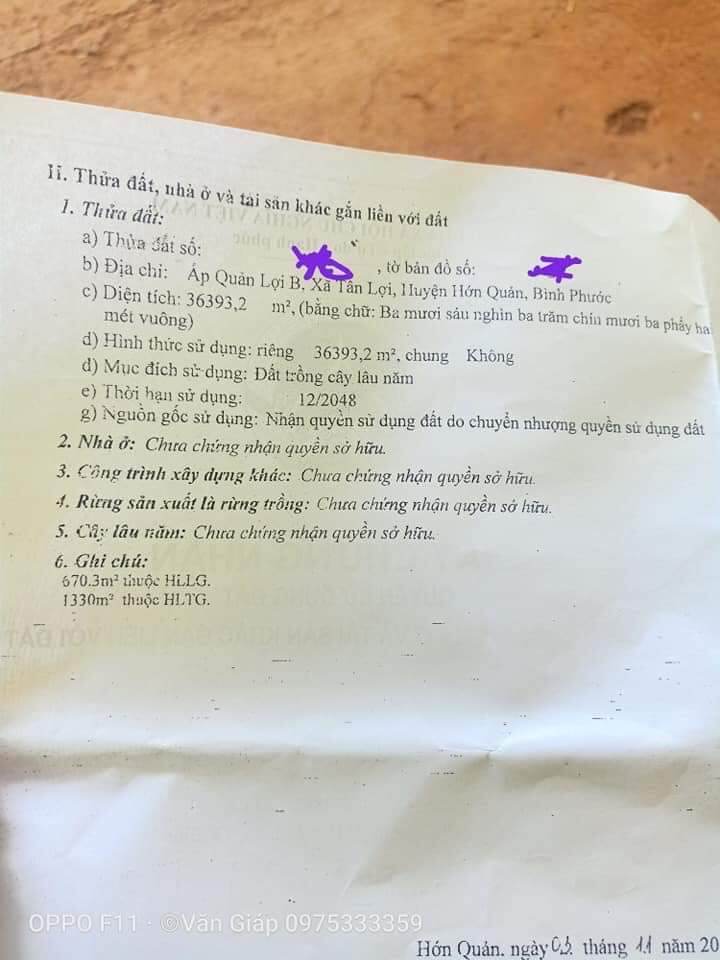 II. Thửa đất, nhà ở và tài sản khác gắn liền với đất
1. Thửa đất:
a) Thửa đất số: , tờ bản đồ số:
b) Địa chỉ: Ấp Quản Lợi B, Xã Tân Lợi, Huyện Hớn Quản, Bình Phước
c) Diện tích: 36393,2 m², (bằng chữ: Ba mươi sáu nghìn ba trăm chín mươi ba phẩy ha
mét vuông)
d) Hình thức sử dụng: riêng 36393,2 m², chung Không
đ) Mục đích sử dụng: Đất trồng cây lâu năm
e) Thời hạn sử dụng: 12/2048
g) Nguồn gốc sử dụng: Nhận quyền sử dụng đất do chuyển nhượng quyền sử dụng đất
2. Nhà ở: Chưa chứng nhận quyền sở hữu.
3. Công trình xây dựng khác: Chưa chứng nhận quyền sở hữu.
4. Rừng sản xuất là rừng trồng: Chưa chứng nhận quyền sở hữu.
5. Cây lâu năm: Chưa chứng nhận quyền sở hữu.
6. Ghi chú:
670.3m² thuộc HLLG.
1330m² thuộc HLTG.
OPPO F11 · ©Văn Giáp 0975333359
Hớn Quản, ngày 03 tháng 11 năm 20